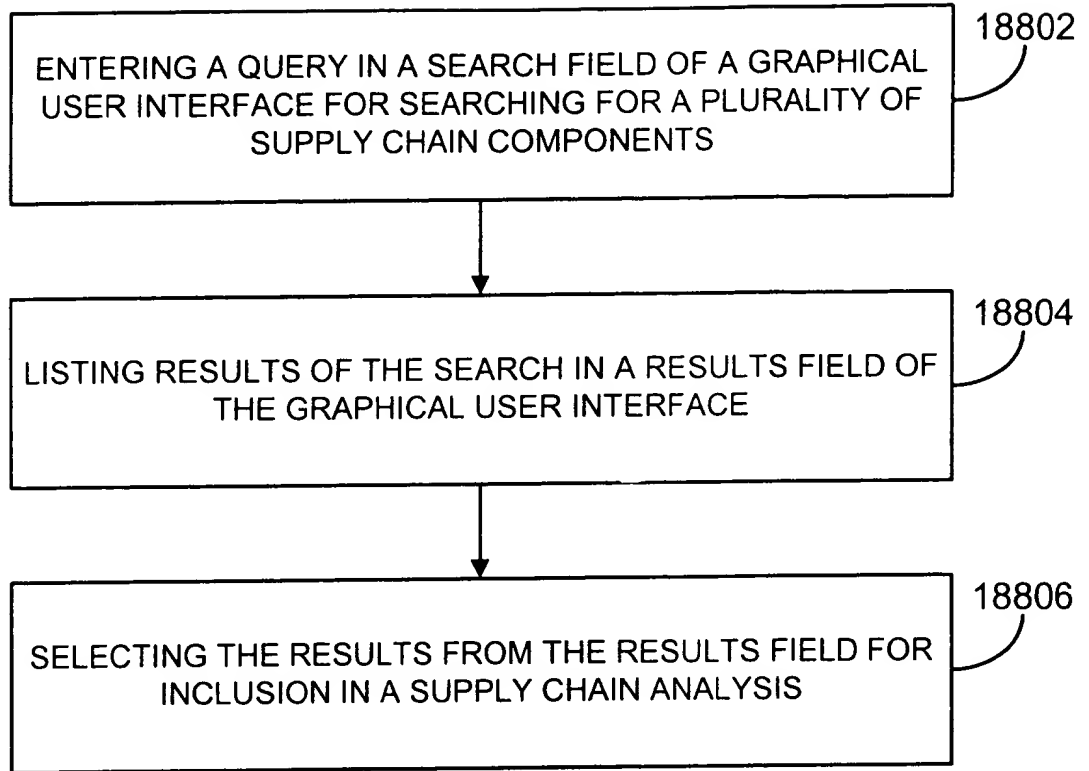 18802
ENTERING A QUERY IN A SEARCH FIELD OF A GRAPHICAL
USER INTERFACE FOR SEARCHING FOR A PLURALITY OF
SUPPLY CHAIN COMPONENTS
18804
LISTING RESULTS OF THE SEARCH IN A RESULTS FIELD OF
THE GRAPHICAL USER INTERFACE
18806
SELECTING THE RESULTS FROM THE RESULTS FIELD FOR
INCLUSION IN A SUPPLY CHAIN ANALYSIS